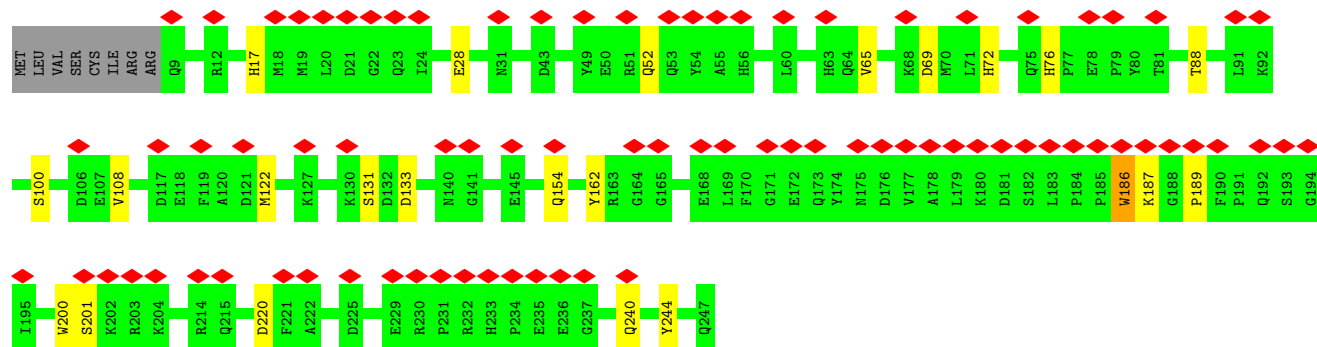 MET LEU VAL SER CYS ILE ARG ARG Q9 R12 H17 M18 M19 L20 D21 G22 Q23 I24 E28 N31 D43 Y49 E50 R51 Q52 Q53 Y54 A55 H56 L60 H63 Q64 V65 K68 D69 M70 L71 H72 Q75 H76 P77 E78 P79 Y80 T81 T88 L91 K92
S100 D106 E107 V108 D117 E118 F119 A120 D121 M122 K127 K130 S131 D132 D133 N140 G141 E145 Q154 Y162 R163 G164 G165 E168 L169 F170 G171 E172 Q173 Y174 N175 D176 V177 A178 L179 K180 D181 S182 L183 P184 P185 W186 K187 G188 P189 F190 P191 Q192 S193 G194
I195 W200 S201 K202 R203 K204 R214 Q215 D220 F221 A222 D225 E229 R230 P231 R232 H233 P234 E235 E236 G237 Q240 Y244 Q247